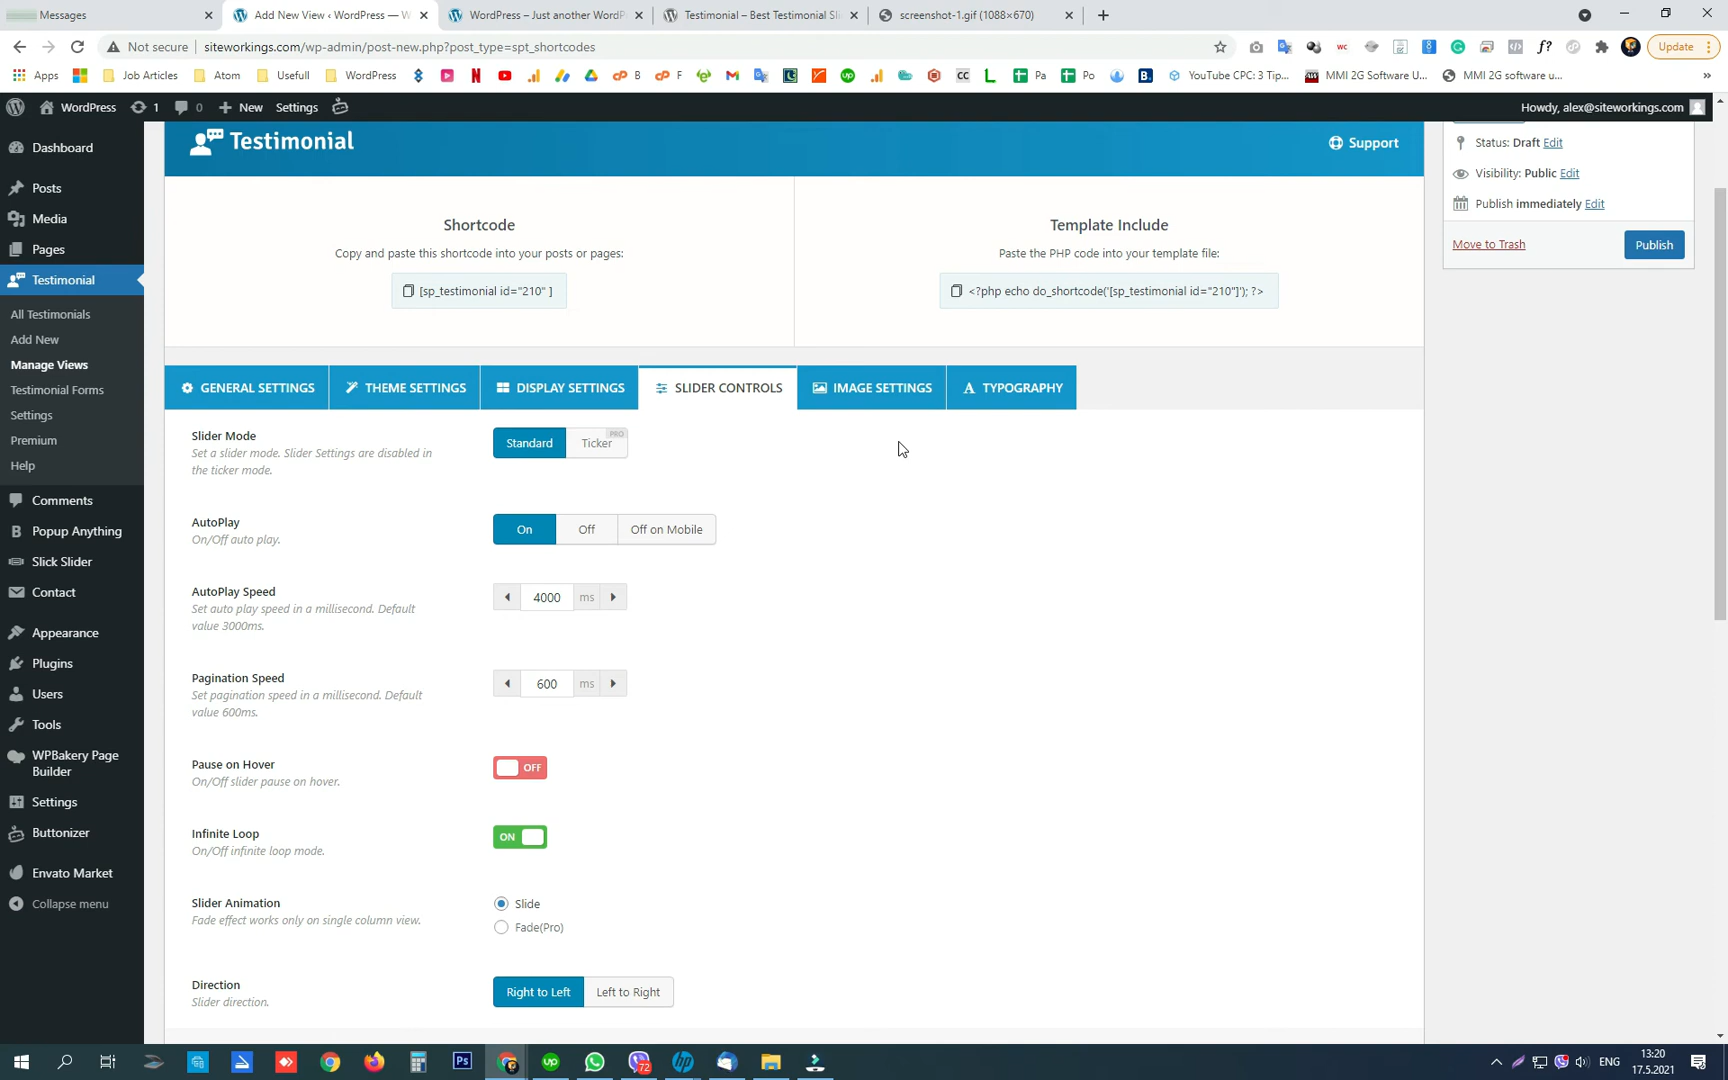 Messages
Add New View ‹ WordPress — W
WordPress – Just another WordP
Testimonial – Best Testimonial Sli
screenshot-1.gif (1088×670)
Not secure
siteworkings.com/wp-admin/post-new.php?post_type=spt_shortcodes
Update
Apps
Job Articles
Atom
Usefull
WordPress
B
F
Pa
Po
YouTube CPC: 3 Tip...
MMI 2G Software U...
MMI 2G software u...
WordPress
1
0
New
Settings
Howdy, alex@siteworkings.com
Dashboard
Posts
Media
Pages
Testimonial
All Testimonials
Add New
Manage Views
Testimonial Forms
Settings
Premium
Help
Comments
Popup Anything
Slick Slider
Contact
Appearance
Plugins
Users
Tools
WPBakery Page
Builder
Settings
Buttonizer
Envato Market
Collapse menu
Testimonial
Support
Shortcode
Copy and paste this shortcode into your posts or pages:
[sp_testimonial id="210" ]
Template Include
Paste the PHP code into your template file:
<?php echo do_shortcode('[sp_testimonial id="210"]'); ?>
Status: Draft Edit
Visibility: Public Edit
Publish immediately Edit
Move to Trash
Publish
GENERAL SETTINGS
THEME SETTINGS
DISPLAY SETTINGS
SLIDER CONTROLS
IMAGE SETTINGS
TYPOGRAPHY
Slider Mode
Set a slider mode. Slider Settings are disabled in
the ticker mode.
Standard
Ticker
PRO
AutoPlay
On/Off auto play.
On
Off
Off on Mobile
AutoPlay Speed
Set auto play speed in a millisecond. Default
value 3000ms.
4000
ms
Pagination Speed
Set pagination speed in a millisecond. Default
value 600ms.
600
ms
Pause on Hover
On/Off slider pause on hover.
OFF
Infinite Loop
On/Off infinite loop mode.
ON
Slider Animation
Fade effect works only on single column view.
Slide
Fade(Pro)
Direction
Slider direction.
Right to Left
Left to Right
72
ENG
13:20
17.5.2021